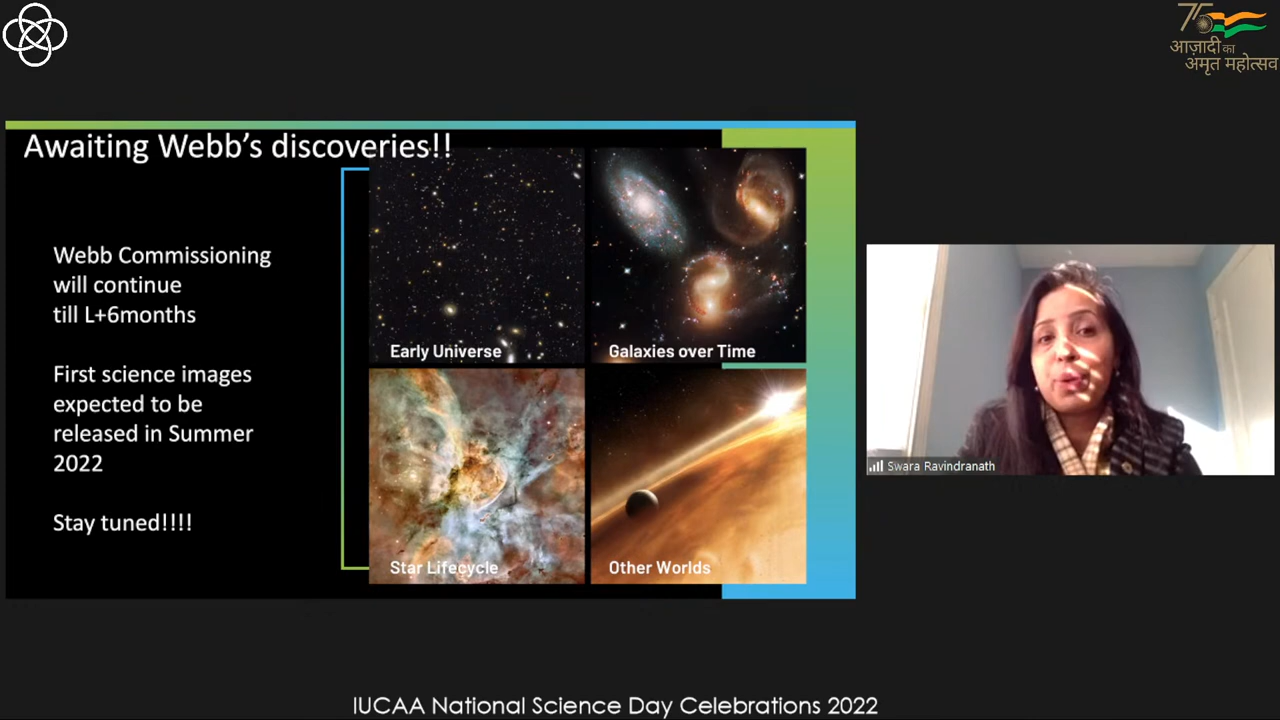 75
आज़ादी का
अमृत महोत्सव
Awaiting Webb's discoveries!!
Webb Commissioning
will continue
till L+6months
First science images
expected to be
released in Summer
2022
Stay tuned!!!!
Early Universe
Galaxies over Time
Star Lifecycle
Other Worlds
Swara Ravindranath
IUCAA National Science Day Celebrations 2022